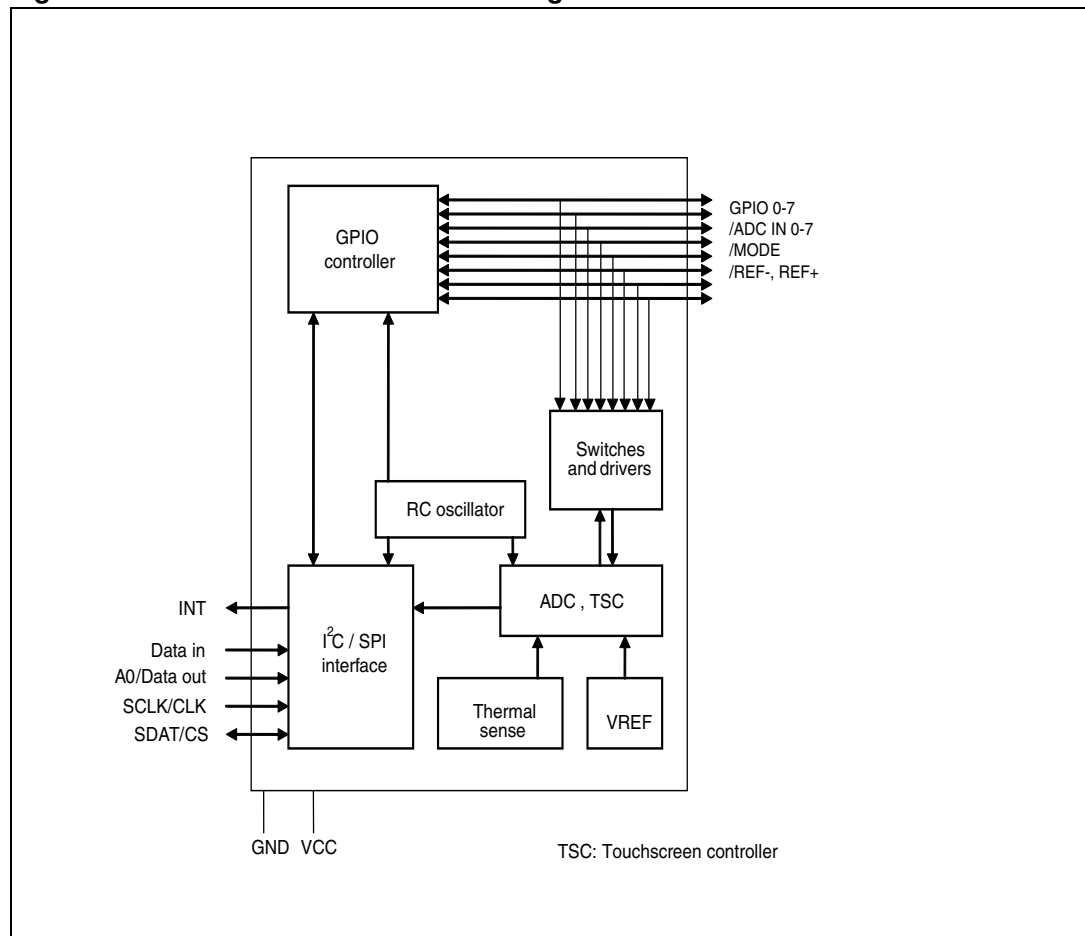 GPIO
controller
GPIO 0-7
/ADC IN 0-7
/MODE
/REF-, REF+
Switches
and drivers
RC oscillator
INT
Data in
A0/Data out
SCLK/CLK
SDAT/CS
I²C / SPI
interface
ADC , TSC
Thermal
sense
VREF
GND VCC
TSC: Touchscreen controller